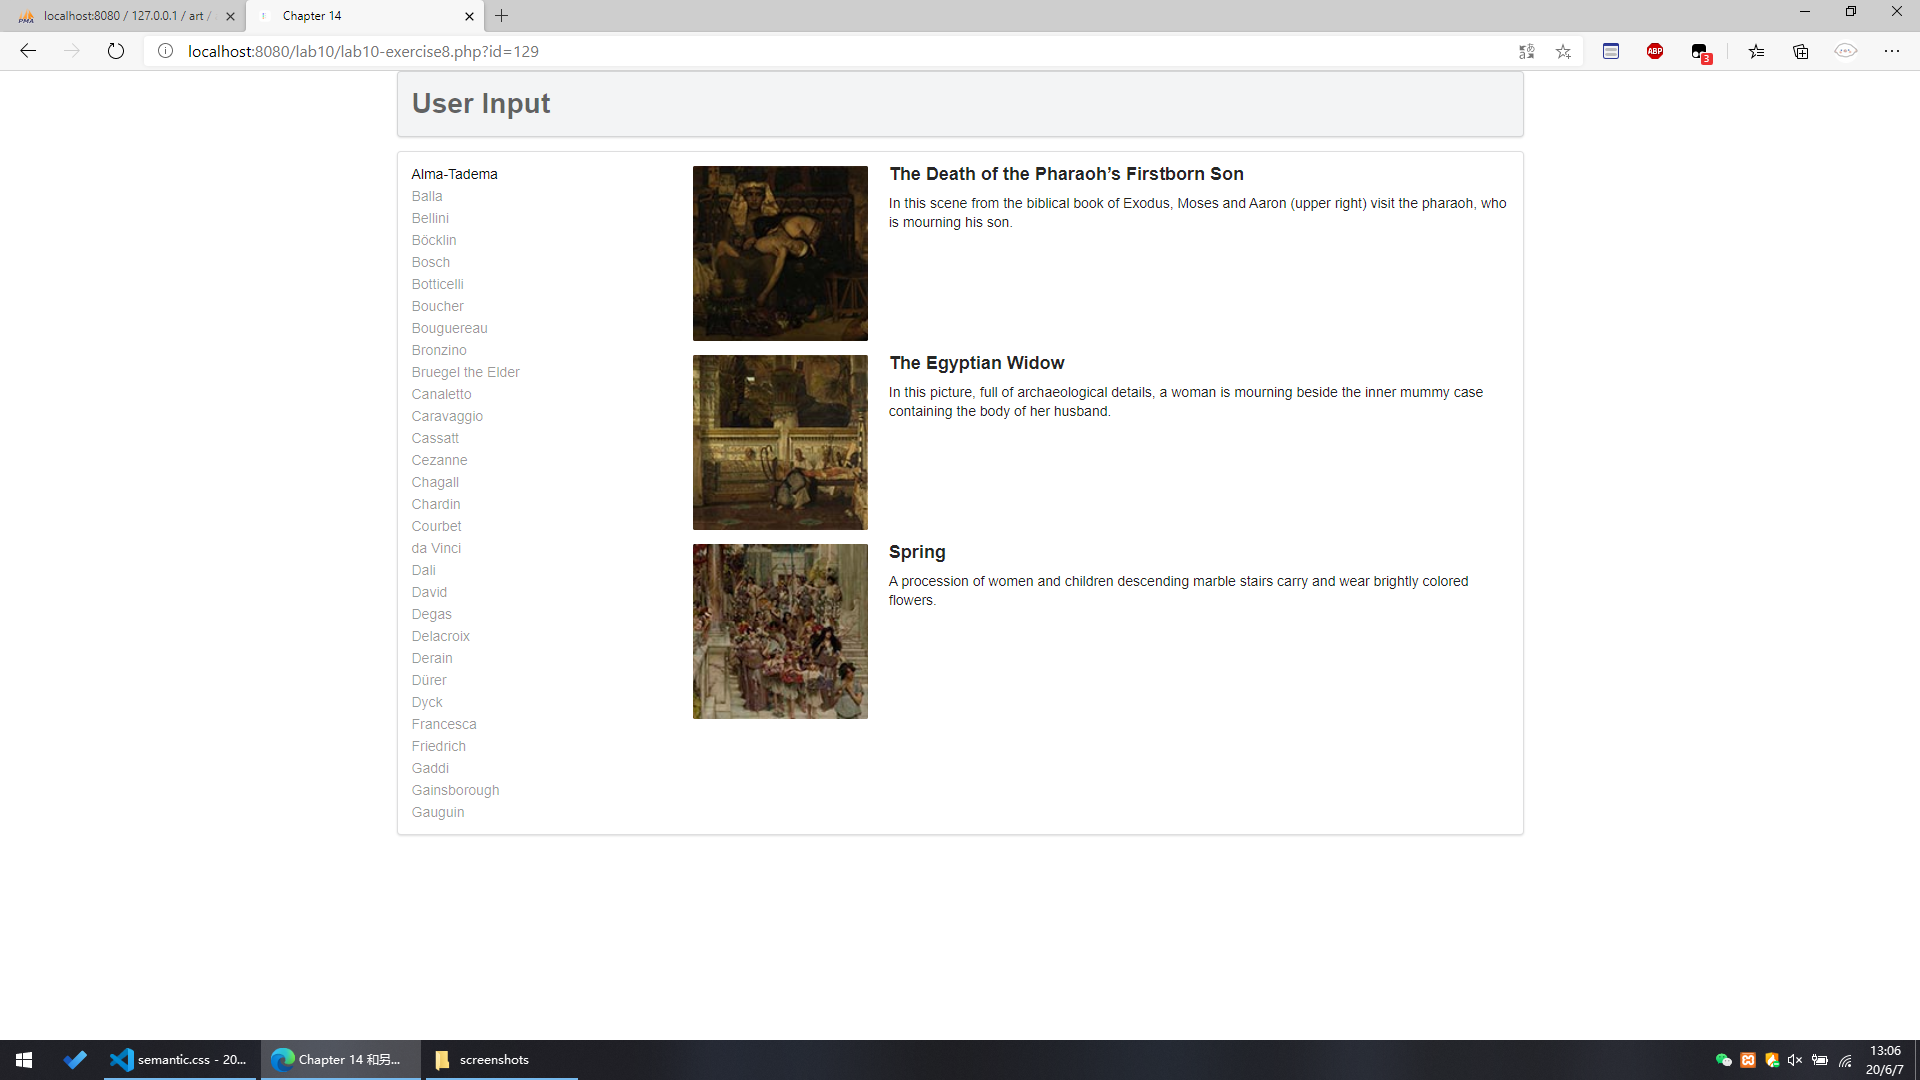 localhost:8080 / 127.0.0.1 / art /
Chapter 14
localhost:8080/lab10/lab10-exercise8.php?id=129
ABP
3
User Input
Alma-Tadema
Balla
Bellini
Böcklin
Bosch
Botticelli
Boucher
Bouguereau
Bronzino
Bruegel the Elder
Canaletto
Caravaggio
Cassatt
Cezanne
Chagall
Chardin
Courbet
da Vinci
Dali
David
Degas
Delacroix
Derain
Dürer
Dyck
Francesca
Friedrich
Gaddi
Gainsborough
Gauguin
The Death of the Pharaoh’s Firstborn Son
In this scene from the biblical book of Exodus, Moses and Aaron (upper right) visit the pharaoh, who
is mourning his son.
The Egyptian Widow
In this picture, full of archaeological details, a woman is mourning beside the inner mummy case
containing the body of her husband.
Spring
A procession of women and children descending marble stairs carry and wear brightly colored
flowers.
semantic.css - 20...
Chapter 14 和另...
screenshots
13:06
20/6/7